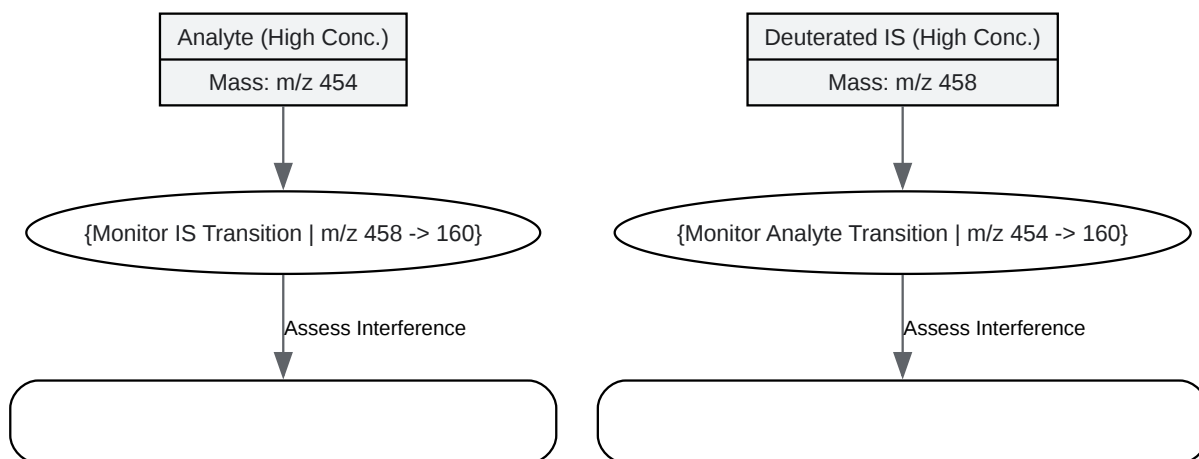 Analyte (High Conc.)
Mass: m/z 454
{Monitor IS Transition | m/z 458 -> 160}
Assess Interference
Deuterated IS (High Conc.)
Mass: m/z 458
{Monitor Analyte Transition | m/z 454 -> 160}
Assess Interference